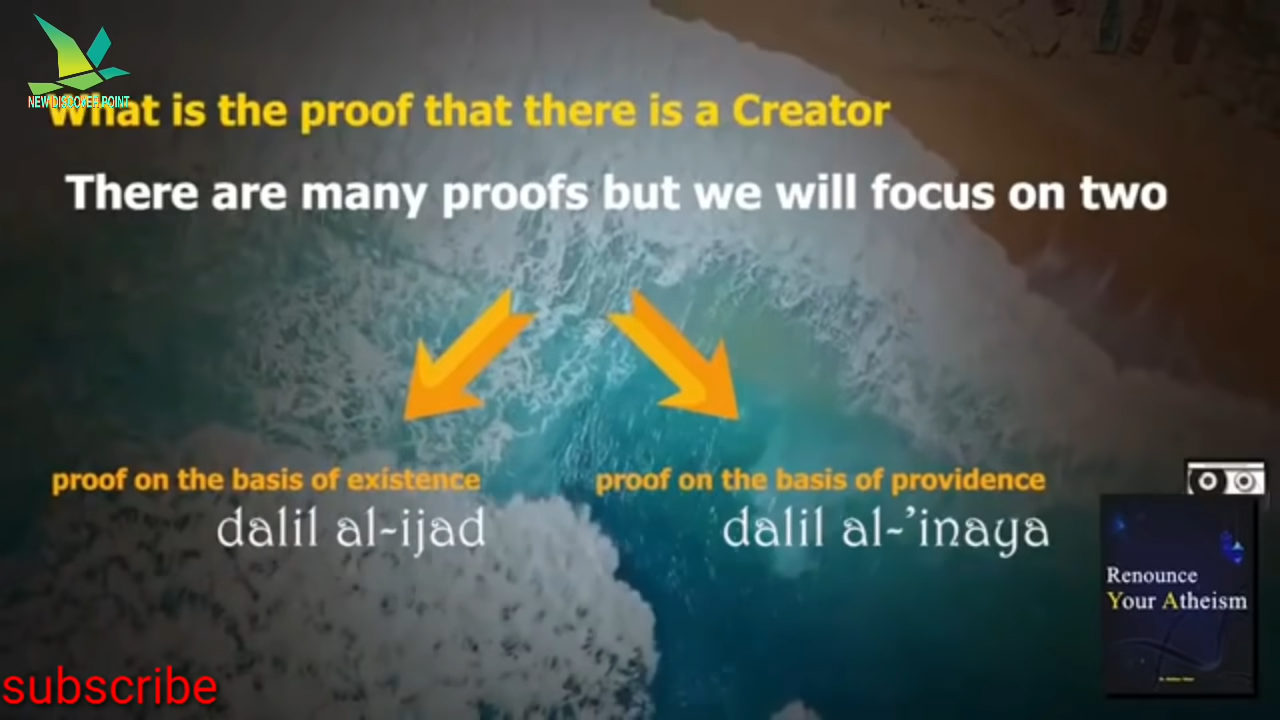 NEW DISCOVER POINT
What is the proof that there is a Creator
There are many proofs but we will focus on two
proof on the basis of existence
dalil al-ijad
proof on the basis of providence
dalil al-'inaya
Renounce
Your Atheism
subscribe